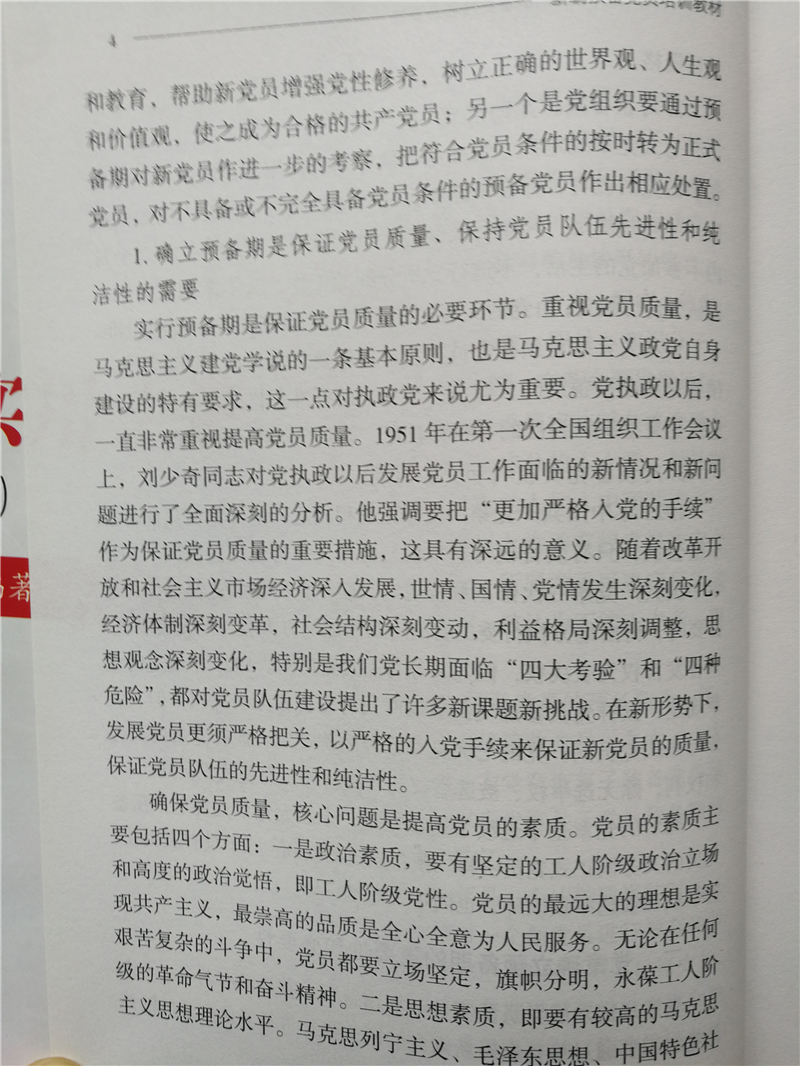 4
预备党员培训教材
和教育，帮助新党员增强党性修养，树立正确的世界观、人生观
和价值观，使之成为合格的共产党员；另一个是党组织要通过预
备期对新党员作进一步的考察，把符合党员条件的按时转为正式
党员，对不具备或不完全具备党员条件的预备党员作出相应处置。
1. 确立预备期是保证党员质量、保持党员队伍先进性和纯
洁性的需要
实行预备期是保证党员质量的必要环节。重视党员质量，是
马克思主义建党学说的一条基本原则，也是马克思主义政党自身
建设的特有要求，这一点对执政党来说尤为重要。党执政以后，
一直非常重视提高党员质量。1951 年在第一次全国组织工作会议
上，刘少奇同志对党执政以后发展党员工作面临的新情况和新问
题进行了全面深刻的分析。他强调要把“更加严格入党的手续”
作为保证党员质量的重要措施，这具有深远的意义。随着改革开
放和社会主义市场经济深入发展，世情、国情、党情发生深刻变化，
经济体制深刻变革，社会结构深刻变动，利益格局深刻调整，思
想观念深刻变化，特别是我们党长期面临“四大考验”和“四种
危险”，都对党员队伍建设提出了许多新课题新挑战。在新形势下，
发展党员更须严格把关，以严格的入党手续来保证新党员的质量，
保证党员队伍的先进性和纯洁性。
确保党员质量，核心问题是提高党员的素质。党员的素质主
要包括四个方面：一是政治素质，要有坚定的工人阶级政治立场
和高度的政治觉悟，即工人阶级党性。党员的最远大的理想是实
现共产主义，最崇高的品质是全心全意为人民服务。无论在任何
艰苦复杂的斗争中，党员都要立场坚定，旗帜分明，永葆工人阶
级的革命气节和奋斗精神。二是思想素质，即要有较高的马克思
主义思想理论水平。马克思列宁主义、毛泽东思想、中国特色社
著